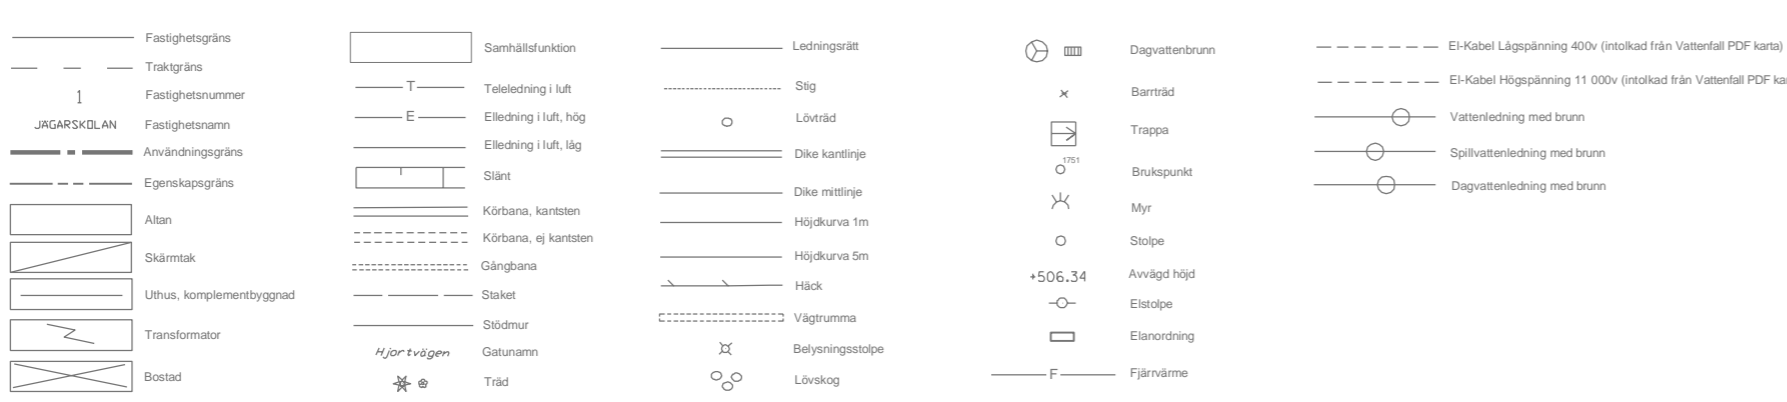 Fastighetsgräns
Traktgräns
1 Fastighetsnummer
JÄGARSKOLAN Fastighetsnamn
Användningsgräns
Egenskapsgräns
Altan
Skärmtak
Uthus, komplementbyggnad
Transformator
Bostad
Samhällsfunktion
T Teleledning i luft
E Elledning i luft, hög
Elledning i luft, låg
Slänt
Körbana, kantsten
Körbana, ej kantsten
Gångbana
Staket
Stödmur
Hjortvägen Gatunamn
Träd
Ledningsrätt
Stig
Lövträd
Dike kantlinje
Dike mittlinje
Höjdkurva 1m
Höjdkurva 5m
Häck
Vägtrumma
Belysningsstolpe
Lövskog
Dagvattenbrunn
Barrträd
Trappa
1751 Brukspunkt
Myr
Stolpe
+506.34 Avvägd höjd
Elstolpe
Elanordning
F Fjärrvärme
El-Kabel Lågspänning 400v (intolkad från Vattenfall PDF karta)
El-Kabel Högspänning 11 000v (intolkad från Vattenfall PDF
Vattenledning med brunn
Spillvattenledning med brunn
Dagvattenledning med brunn